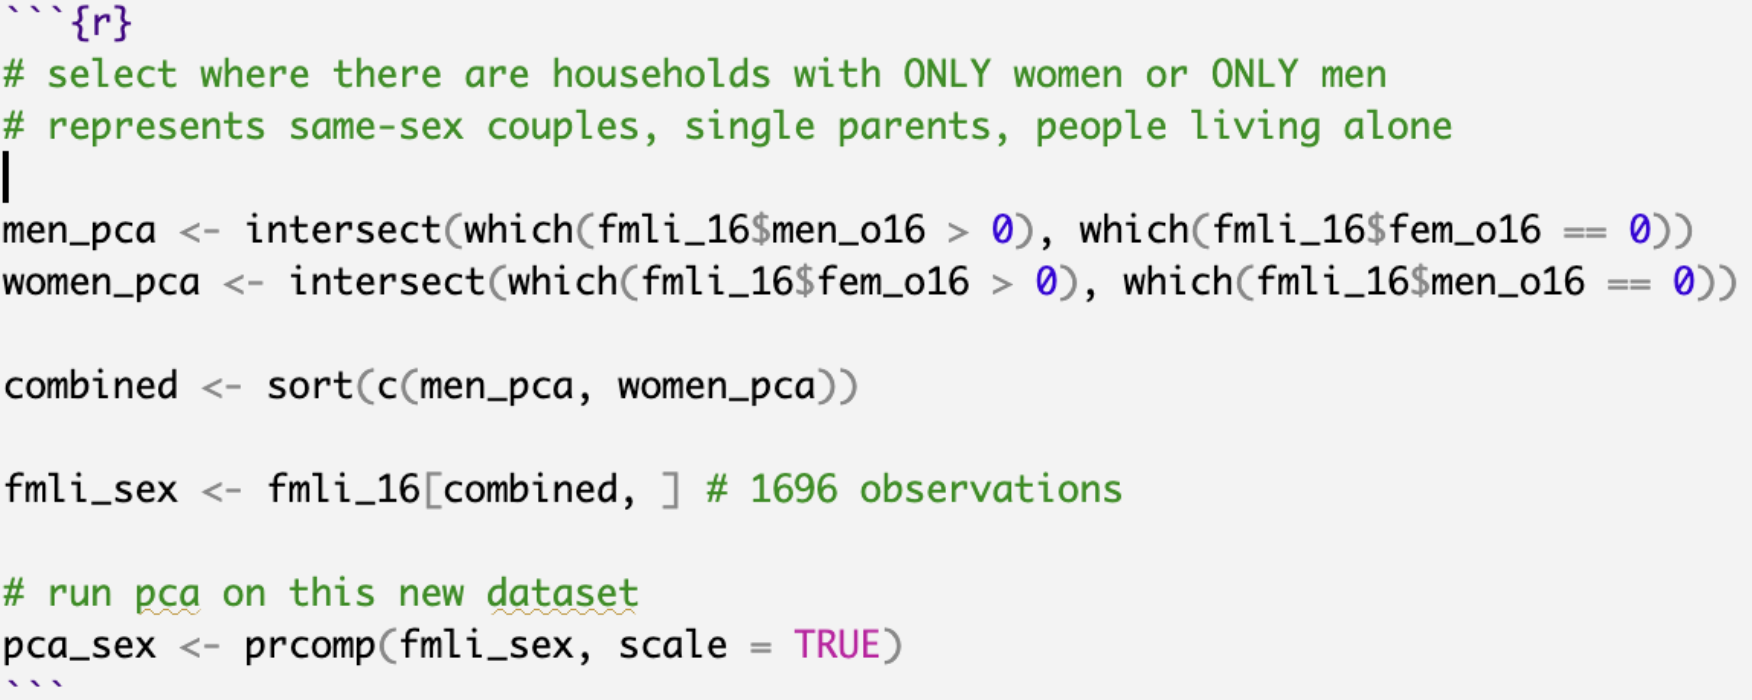 ```{r}
# select where there are households with ONLY women or ONLY men
# represents same-sex couples, single parents, people living alone
men_pca <- intersect(which(fmli_16$men_o16 > 0), which(fmli_16$fem_o16 == 0))
women_pca <- intersect(which(fmli_16$fem_o16 > 0), which(fmli_16$men_o16 == 0))
combined <- sort(c(men_pca, women_pca))
fmli_sex <- fmli_16[combined, ] # 1696 observations
# run pca on this new dataset
pca_sex <- prcomp(fmli_sex, scale = TRUE)
```